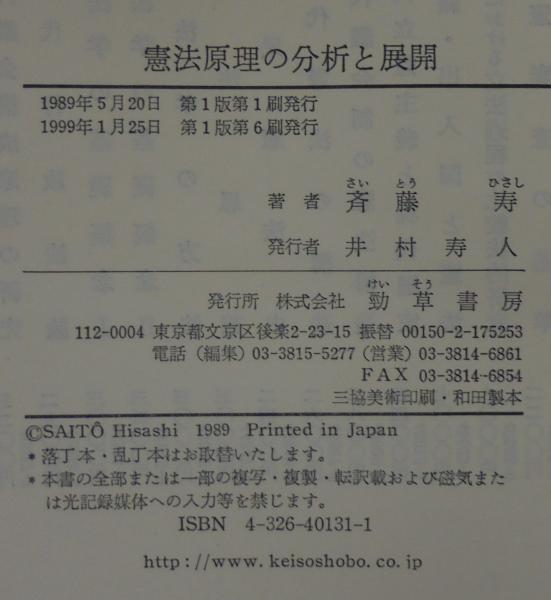 憲法原理の分析と展開
1989年5月20日 第1版第1刷発行
1999年1月25日 第1版第6刷発行
さい とう ひさし
著者 斉藤 寿
発行者 井村寿人
けい そう
発行所 株式会社 勁草書房
112-0004 東京都文京区後楽2-23-15 振替 00150-2-175253
電話(編集)03-3815-5277(営業)03-3814-6861
FAX 03-3814-6854
三協美術印刷・和田製本
©SAITÔ Hisashi 1989 Printed in Japan
* 落丁本・乱丁本はお取替いたします。
* 本書の全部または一部の複写・複製・転訳載および磁気また
は光記録媒体への入力等を禁じます。
ISBN 4-326-40131-1
http://www.keisoshobo.co.jp